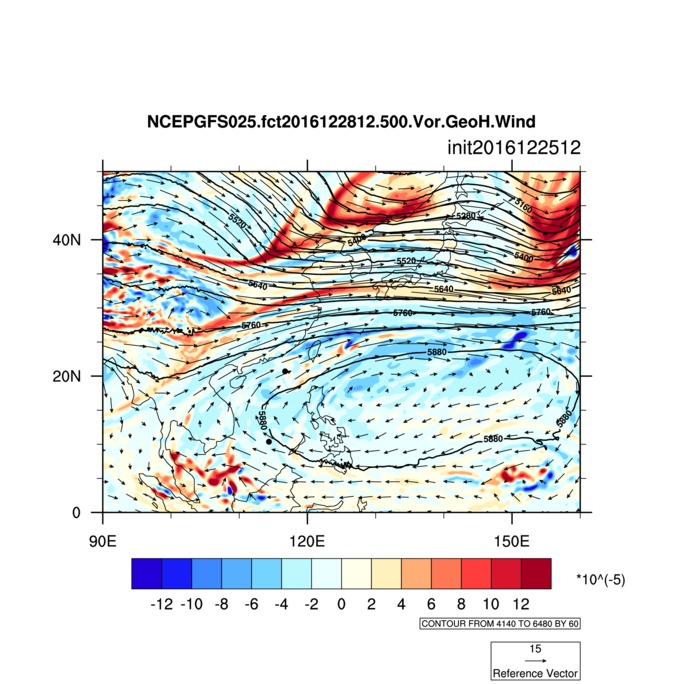 NCEPGFS025.fct2016122812.500.Vor.GeoH.Wind
init2016122512
5160
5520
5280
5400
40N
5400
5520
5640
5640
5640
5760
5760
5760
5880
20N
5880
5880
5880
0
90E 120E 150E
-12 -10 -8 -6 -4 -2 0 2 4 6 8 10 12
*10^(-5)
CONTOUR FROM 4140 TO 6480 BY 60
15
Reference Vector